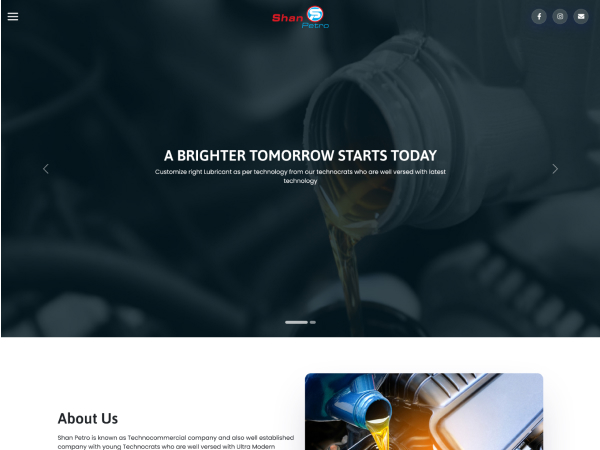 Shan
Petro
A BRIGHTER TOMORROW STARTS TODAY
Customize right Lubricant as per technology from our technocrats who are well versed with latest
technology
About Us
Shan Petro is known as Technocommercial company and also well established
company with young Technocrats who are well versed with Ultra Modern